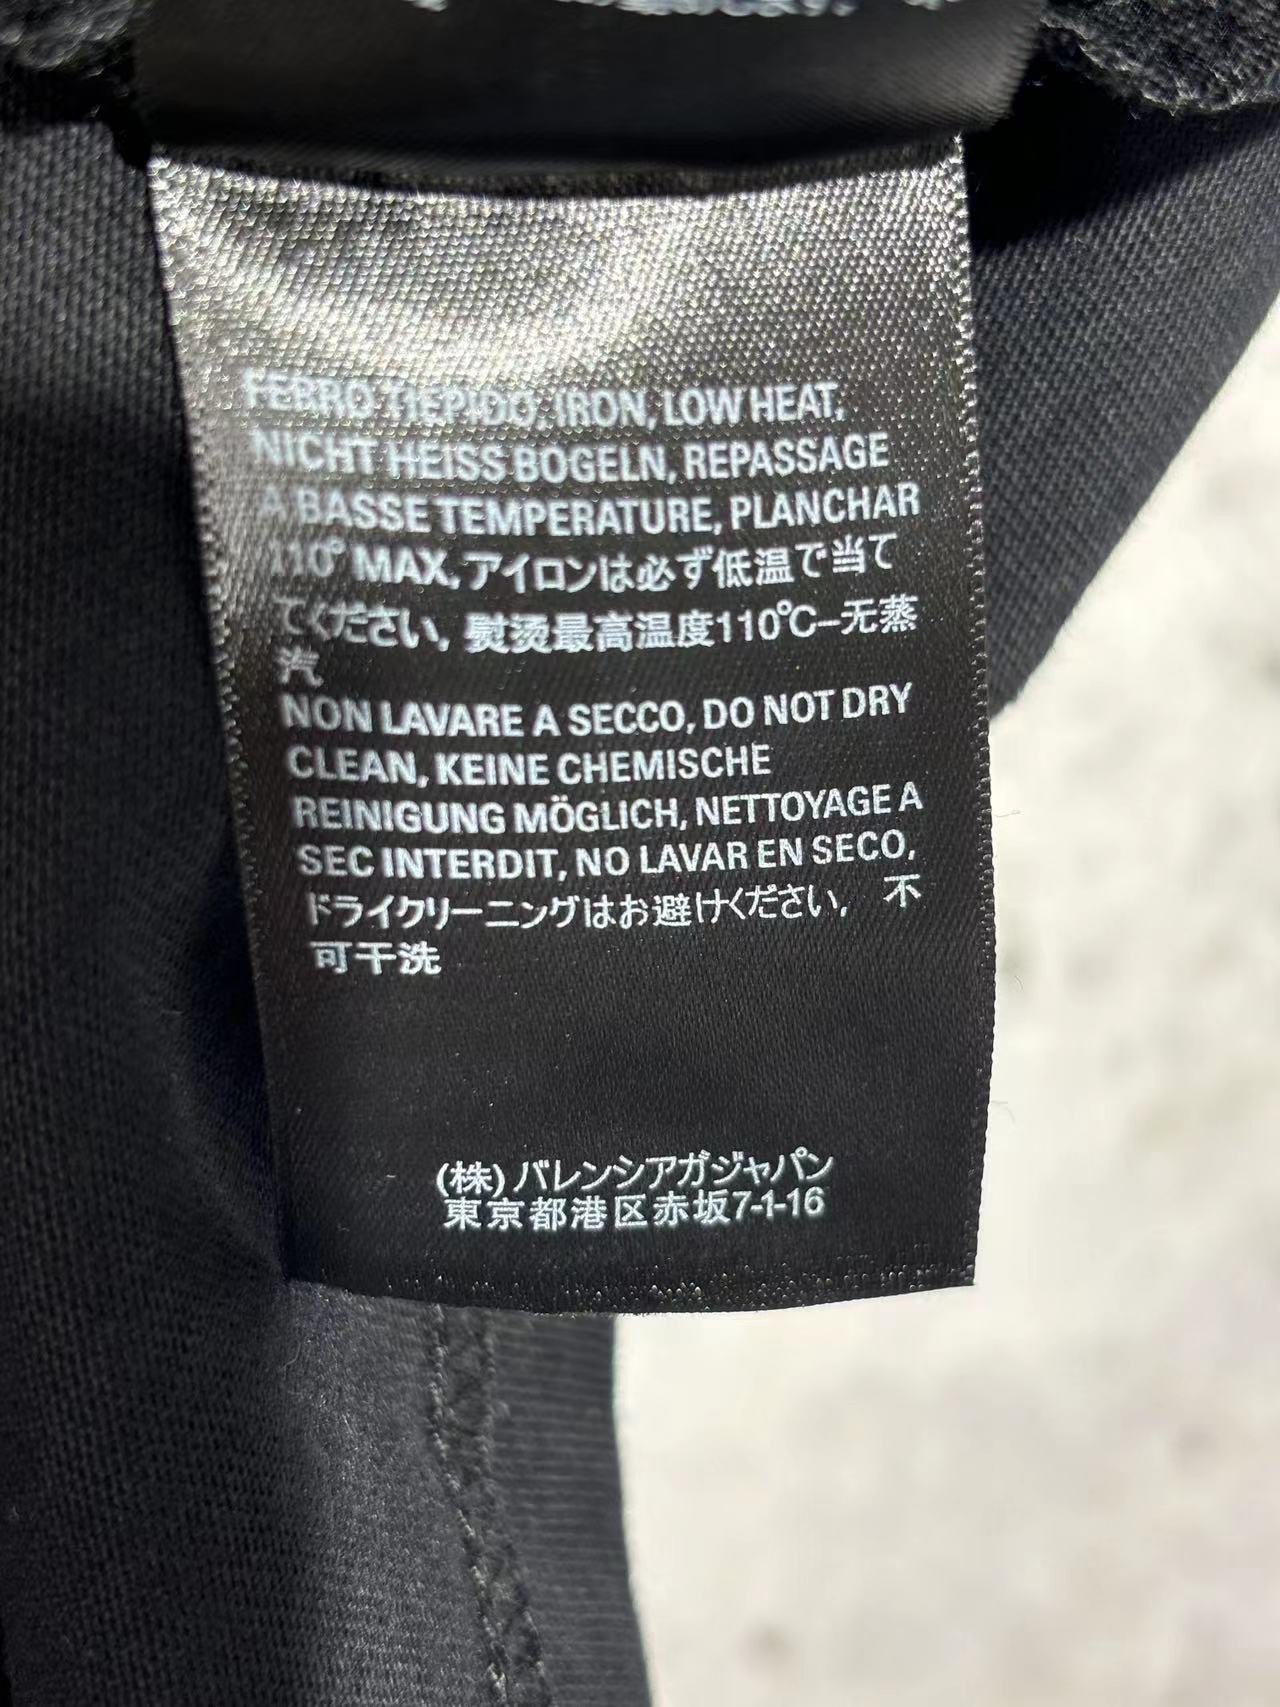 FERRO TIEPIDO, IRON, LOW HEAT,
NICHT HEISS BOGELN, REPASSAGE
A BASSE TEMPERATURE, PLANCHAR
110° MAX, アイロンは必ず低温で当て
てください, 熨烫最高温度110℃-无蒸
汽
NON LAVARE A SECCO, DO NOT DRY
CLEAN, KEINE CHEMISCHE
REINIGUNG MÖGLICH, NETTOYAGE A
SEC INTERDIT, NO LAVAR EN SECO,
ドライクリーニングはお避けください, 不
可干洗
(株) バレンシアガジャパン
東京都港区赤坂7-1-16